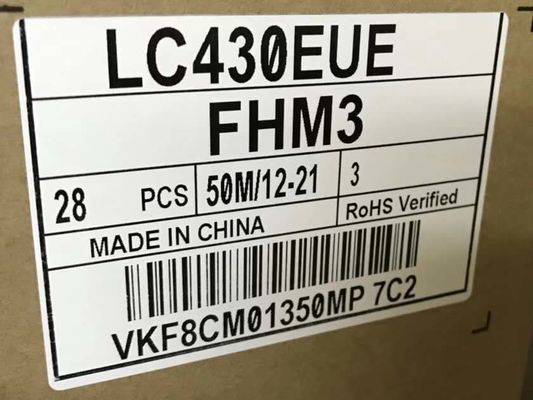 LC430EUE
FHM3
28 PCS 50M/12-21 3
RoHS Verified
MADE IN CHINA
VKF8CM01350MP 7C2